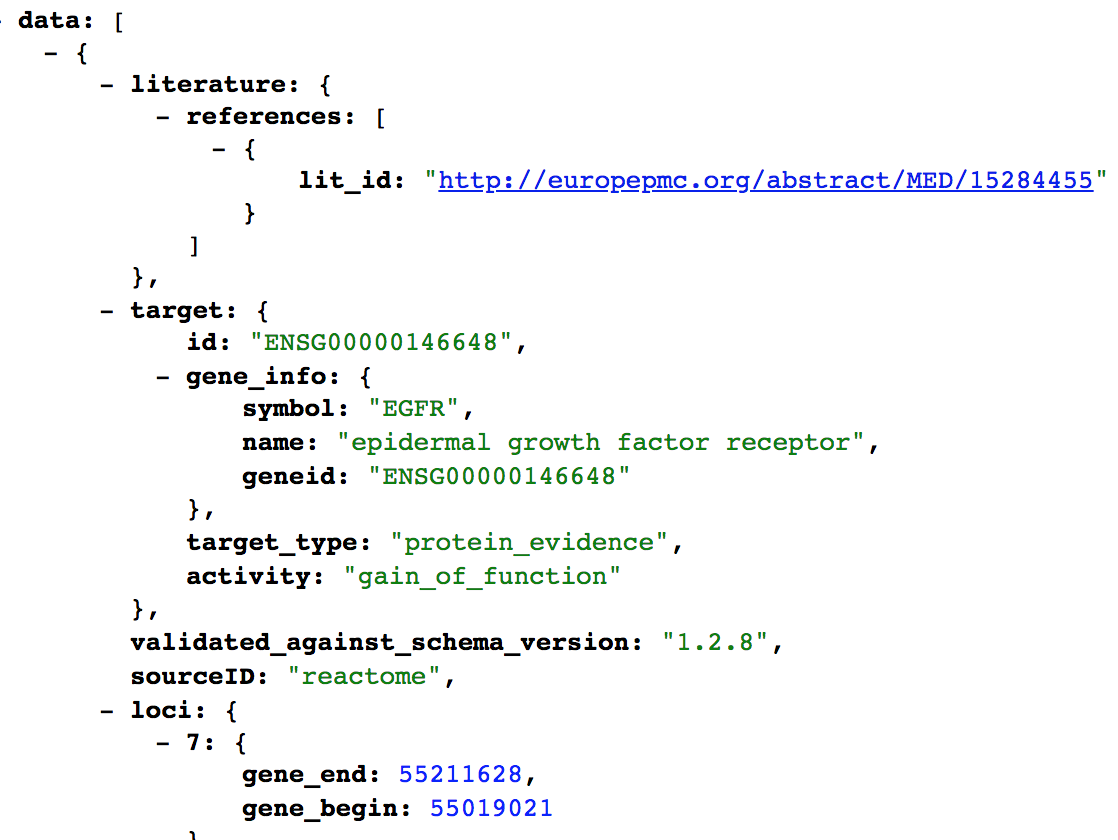 - data: [
- {
- literature: {
- references: [
- {
lit_id: "http://europepmc.org/abstract/MED/15284455"
}
]
},
- target: {
id: "ENSG00000146648",
- gene_info: {
symbol: "EGFR",
name: "epidermal growth factor receptor",
geneid: "ENSG00000146648"
},
target_type: "protein_evidence",
activity: "gain_of_function"
},
validated_against_schema_version: "1.2.8",
sourceID: "reactome",
- loci: {
- 7: {
gene_end: 55211628,
gene_begin: 55019021
}